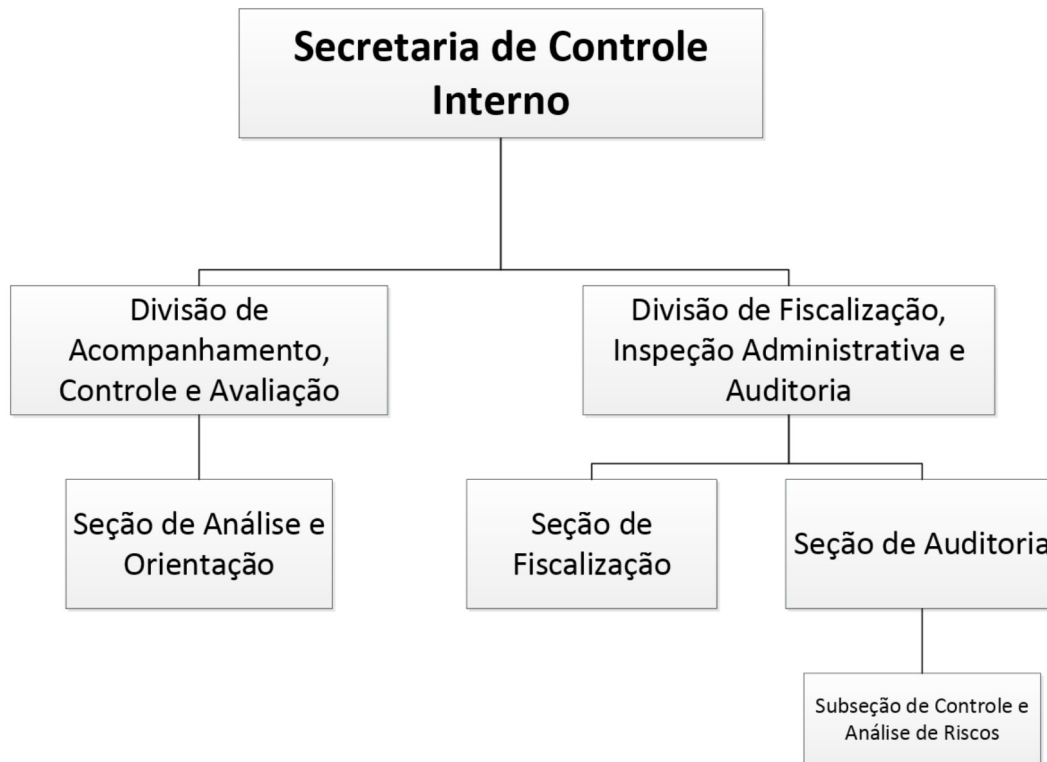 Secretaria de Controle
Interno
Divisão de
Acompanhamento,
Controle e Avaliação
Divisão de Fiscalização,
Inspeção Administrativa e
Auditoria
Seção de Análise e
Orientação
Seção de
Fiscalização
Seção de Auditoria
Subseção de Controle e
Análise de Riscos